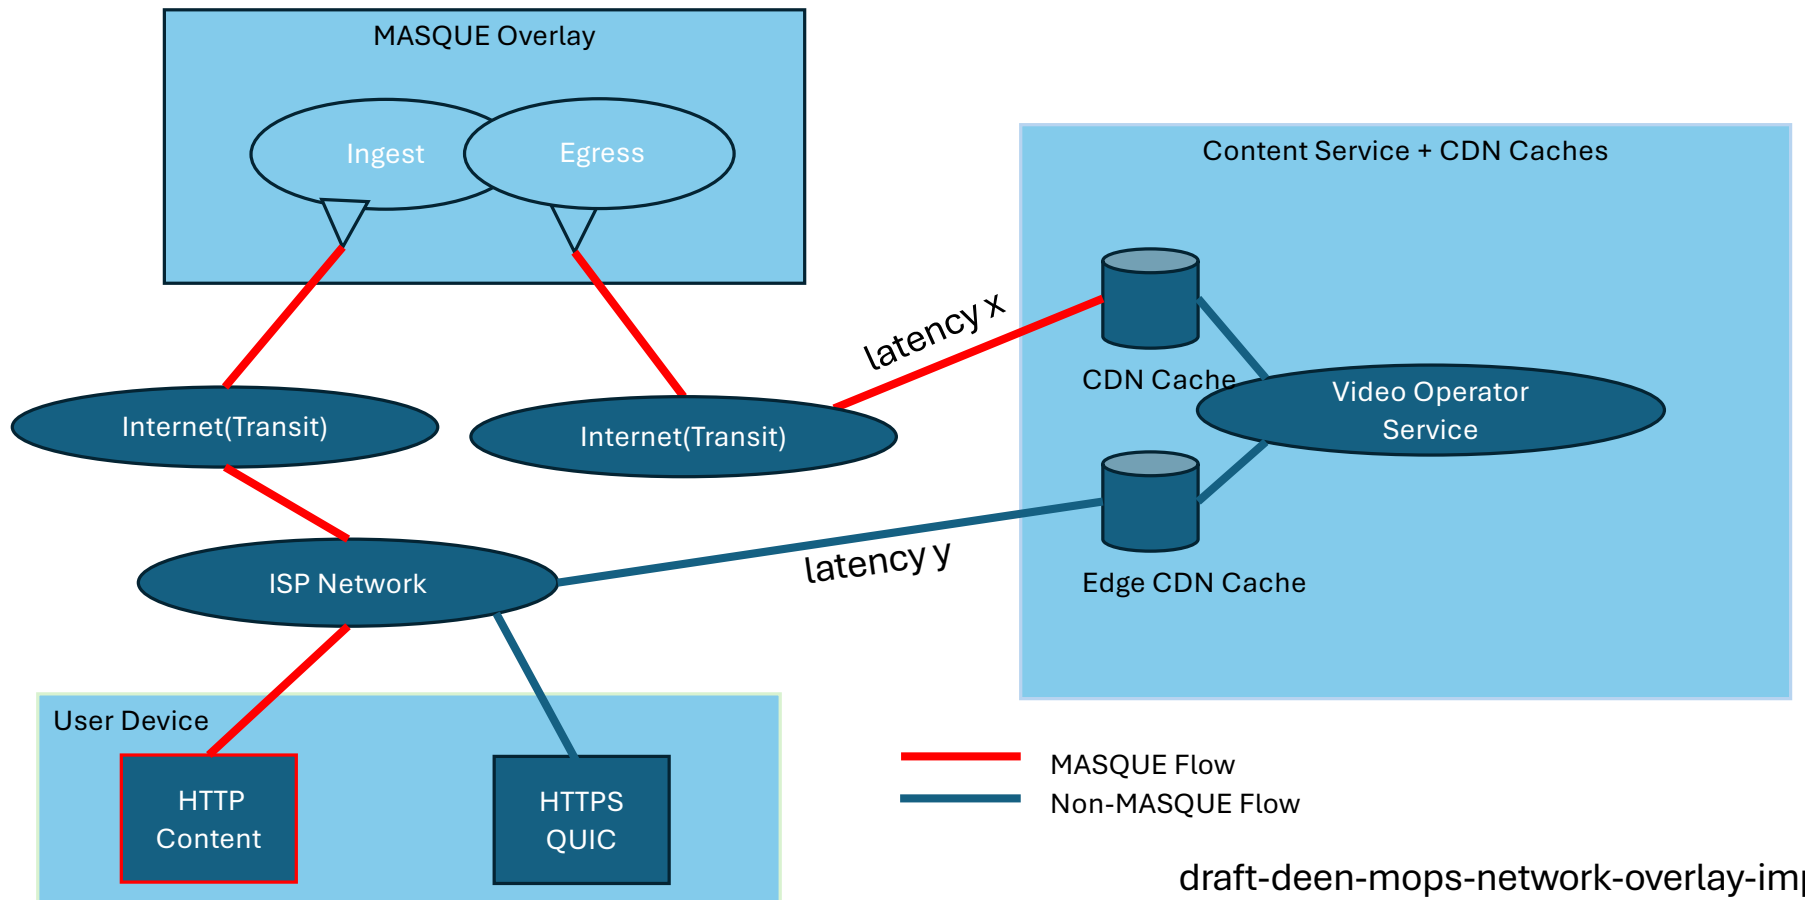 MASQUE Overlay
Ingest
Egress
Content Service + CDN Caches
latency x
CDN Cache
Video Operator
Service
Internet(Transit)
Internet(Transit)
latency y
ISP Network
Edge CDN Cache
User Device
HTTP
Content
HTTPS
QUIC
MASQUE Flow
Non-MASQUE Flow
draft-deen-mops-network-overlay-imp